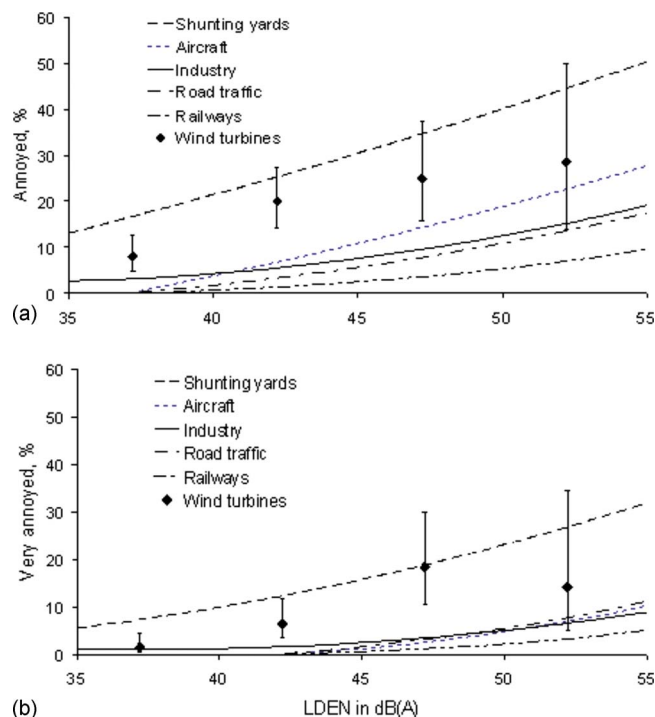 60
50
40
30
20
10
0
Annoyed, %
Shunting yards
Aircraft
Industry
Road traffic
Railways
Wind turbines
35 40 45 50 55
(a)
60
50
40
30
20
10
0
Very annoyed, %
Shunting yards
Aircraft
Industry
Road traffic
Railways
Wind turbines
35 40 45 50 55
(b)
LDEN in dB(A)